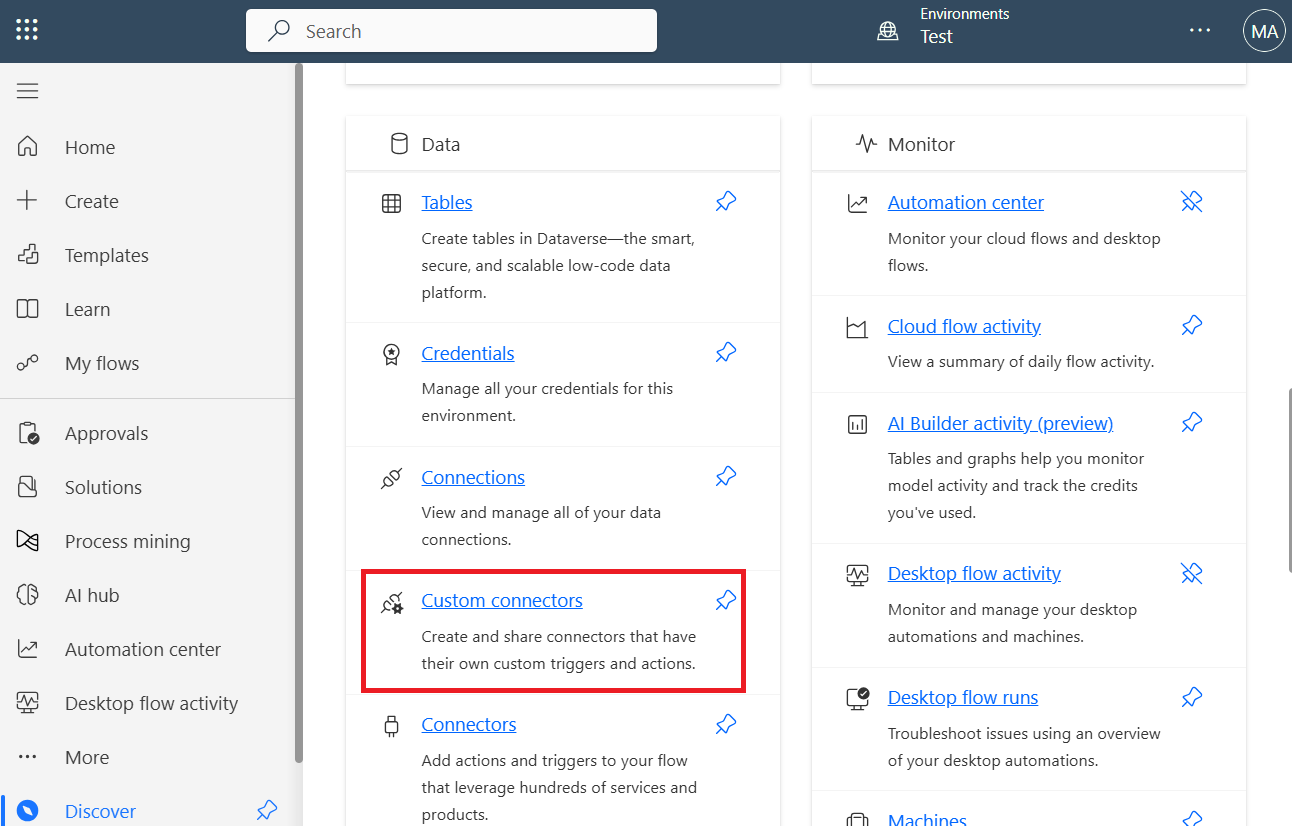 Search
Environments
Test
MA
Home
Create
Templates
Learn
My flows
Approvals
Solutions
Process mining
AI hub
Automation center
Desktop flow activity
More
Discover
Data
Tables
Create tables in Dataverse—the smart,
secure, and scalable low-code data
platform.
Credentials
Manage all your credentials for this
environment.
Connections
View and manage all of your data
connections.
Custom connectors
Create and share connectors that have
their own custom triggers and actions.
Connectors
Add actions and triggers to your flow
that leverage hundreds of services and
products.
Monitor
Automation center
Monitor your cloud flows and desktop
flows.
Cloud flow activity
View a summary of daily flow activity.
AI Builder activity (preview)
Tables and graphs help you monitor
model activity and track the credits
you've used.
Desktop flow activity
Monitor and manage your desktop
automations and machines.
Desktop flow runs
Troubleshoot issues using an overview
of your desktop automations.
Machines